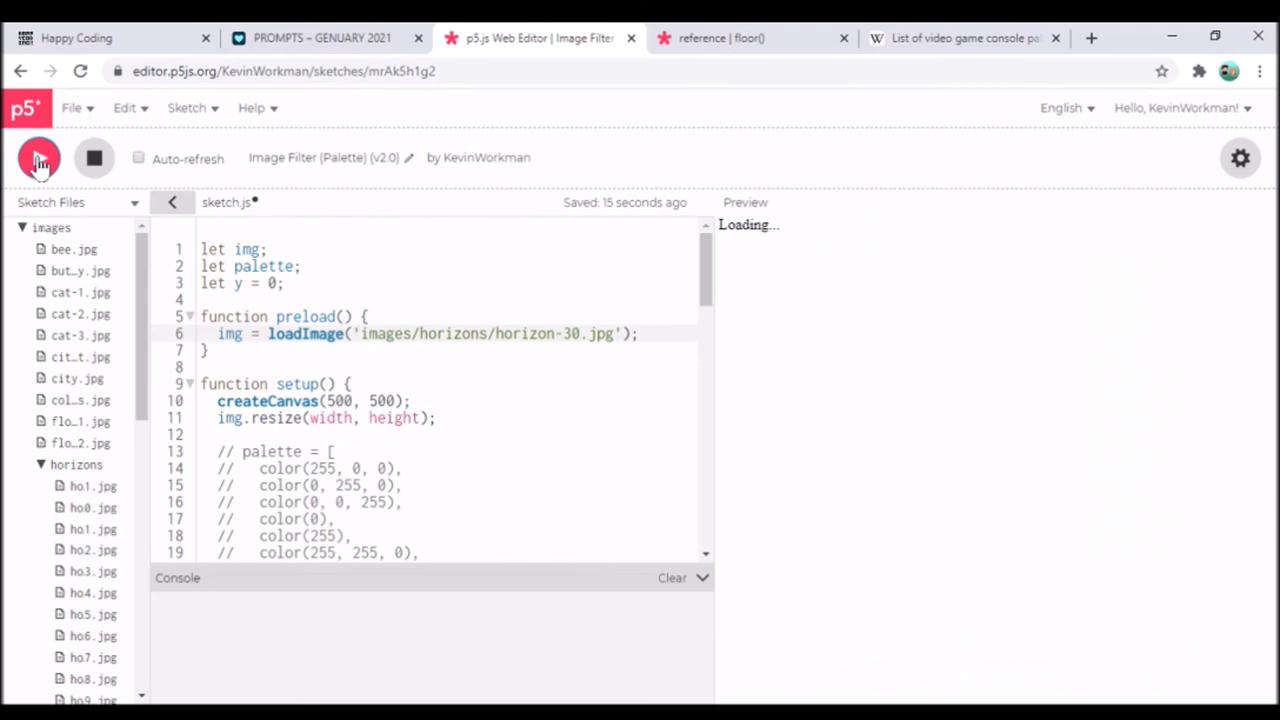 Happy Coding
PROMPTS – GENUARY 2021
p5.js Web Editor | Image Filter
reference | floor()
W List of video game console pal
editor.p5js.org/KevinWorkman/sketches/mrAk5h1g2
p5* File Edit Sketch Help English Hello, KevinWorkman!
Auto-refresh Image Filter (Palette) (v2.0) by KevinWorkman
Sketch Files
sketch.js Saved: 15 seconds ago
Preview
Loading...
images
bee.jpg
but_y.jpg
cat-1.jpg
cat-2.jpg
cat-3.jpg
cit_t.jpg
city.jpg
col_s.jpg
flo_1.jpg
flo_2.jpg
horizons
ho1.jpg
ho0.jpg
ho1.jpg
ho2.jpg
ho3.jpg
ho4.jpg
ho5.jpg
ho6.jpg
ho7.jpg
ho8.jpg
ho9.jpg
1 let img;
2 let palette;
3 let y = 0;
4
5 function preload() {
6 img = loadImage('images/horizons/horizon-30.jpg');
7 }
8
9 function setup() {
10 createCanvas(500, 500);
11 img.resize(width, height);
12
13 // palette = [
14 // color(255, 0, 0),
15 // color(0, 255, 0),
16 // color(0, 0, 255),
17 // color(0),
18 // color(255),
19 // color(255, 255, 0),
Console Clear